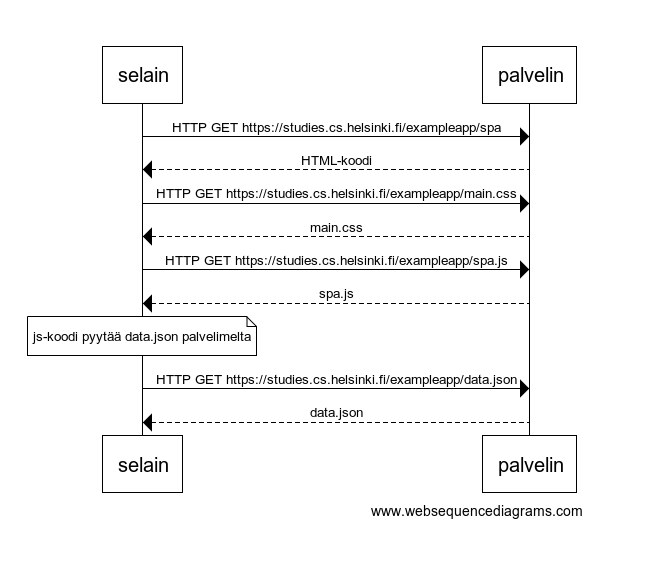 selain palvelin
HTTP GET https://studies.cs.helsinki.fi/exampleapp/spa
HTML-koodi
HTTP GET https://studies.cs.helsinki.fi/exampleapp/main.css
main.css
HTTP GET https://studies.cs.helsinki.fi/exampleapp/spa.js
spa.js
js-koodi pyytää data.json palvelimelta
HTTP GET https://studies.cs.helsinki.fi/exampleapp/data.json
data.json
selain palvelin
www.websequencediagrams.com